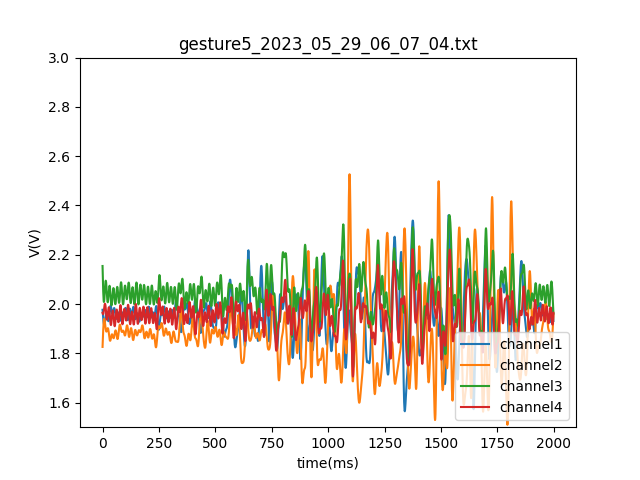 gesture5_2023_05_29_06_07_04.txt
3.0
2.8
2.6
2.4
2.2
2.0
1.8
1.6
V(V)
channel1
channel2
channel3
channel4
0 250 500 750 1000 1250 1500 1750 2000
time(ms)